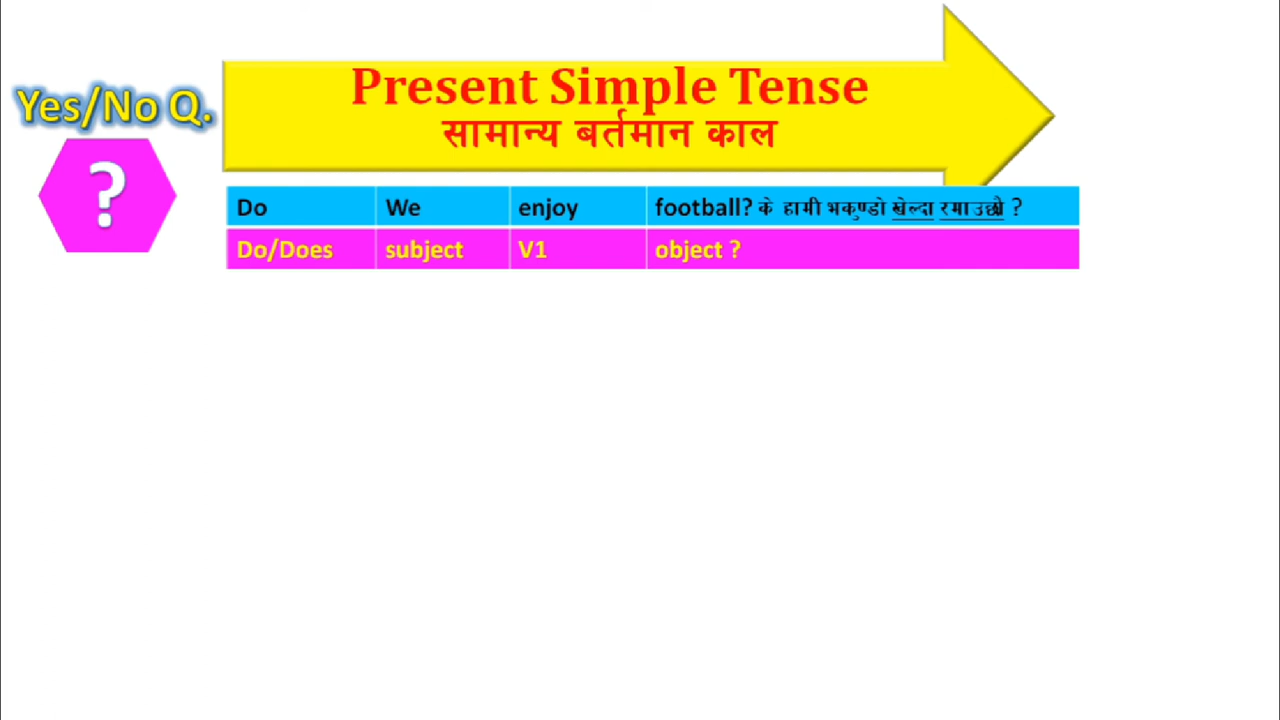 Present Simple Tense
सामान्य बर्तमान काल
Yes/No Q.
?
Do We enjoy football? के हामी भकुण्डो खेल्दा रमाउछौ ?
Do/Does subject V1 object ?